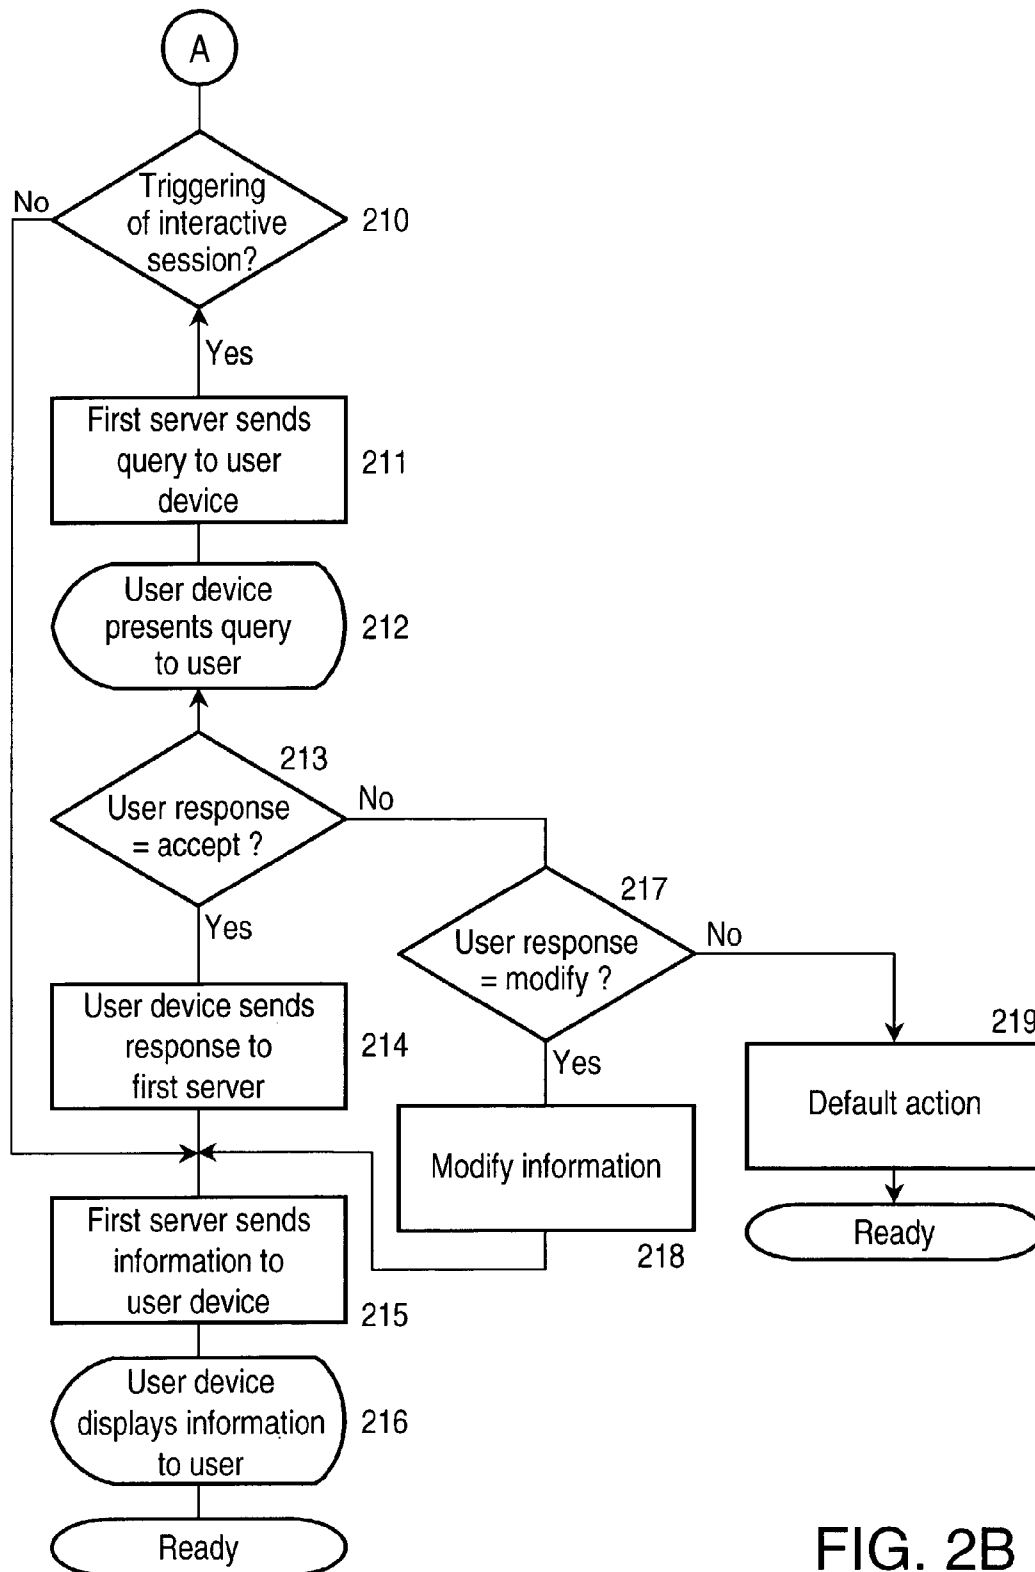 A
Triggering
of interactive
session?
No
210
Yes
First server sends
query to user
device
211
User device
presents query
to user
212
213
User response
= accept ?
No
Yes
217
User response
= modify ?
No
Yes
User device sends
response to
first server
214
219
Default action
Modify information
218
Ready
First server sends
information to
user device
215
User device
displays information
to user
216
Ready
FIG. 2B